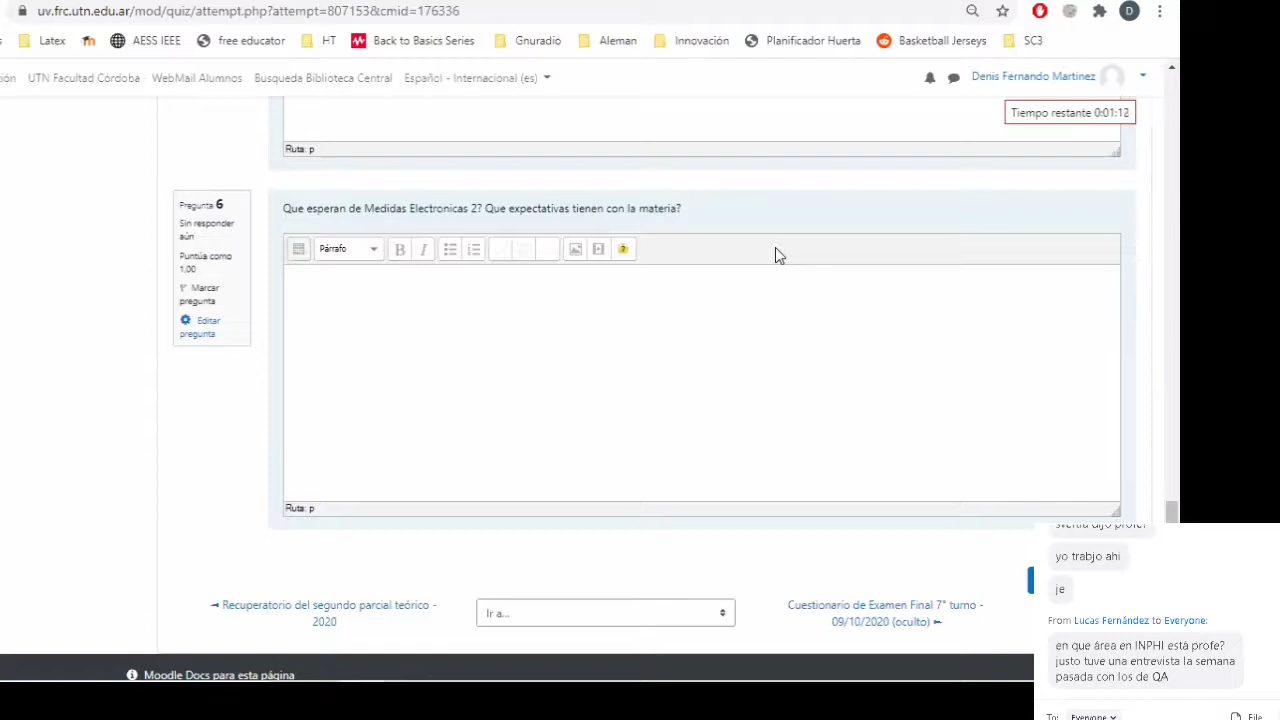 uv.frc.utn.edu.ar/mod/quiz/attempt.php?attempt=807153&cmid=176336
Latex AESS IEEE free educator HT Back to Basics Series Gnuradio Aleman Innovación Planificador Huerta Basketball Jerseys SC3
ión UTN Facultad Córdoba WebMail Alumnos Busqueda Biblioteca Central Español - Internacional (es) Denis Fernando Martinez
Tiempo restante 0:01:12
Ruta: p
Pregunta 6
Sin responder
aún
Puntúa como
1,00
Marcar
pregunta
Editar
pregunta
Que esperan de Medidas Electronicas 2? Que expectativas tienen con la materia?
Párrafo B I
Ruta: p
◄ Recuperatorio del segundo parcial teórico -
2020
Ir a...
Cuestionario de Examen Final 7° turno -
09/10/2020 (oculto) ►
Moodle Docs para esta página
dijo profe
yo trabjo ahi
je
From Lucas Fernández to Everyone:
en que área en INPHI está profe?
justo tuve una entrevista la semana
pasada con los de QA
To: Everyone File